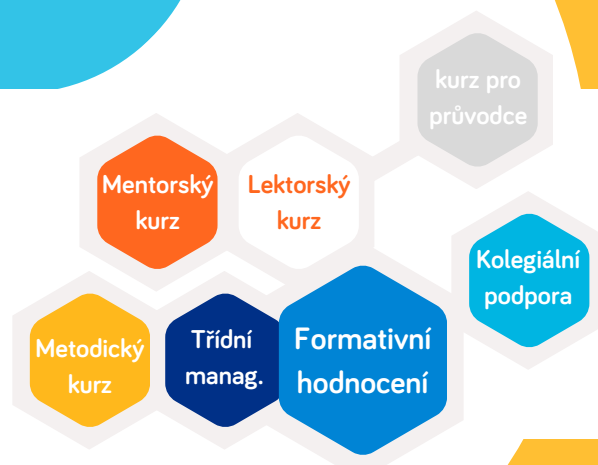 kurz pro
průvodce
Mentorský
kurz
Lektorský
kurz
Kolegiální
podpora
Metodický
kurz
Třídní
manag.
Formativní
hodnocení